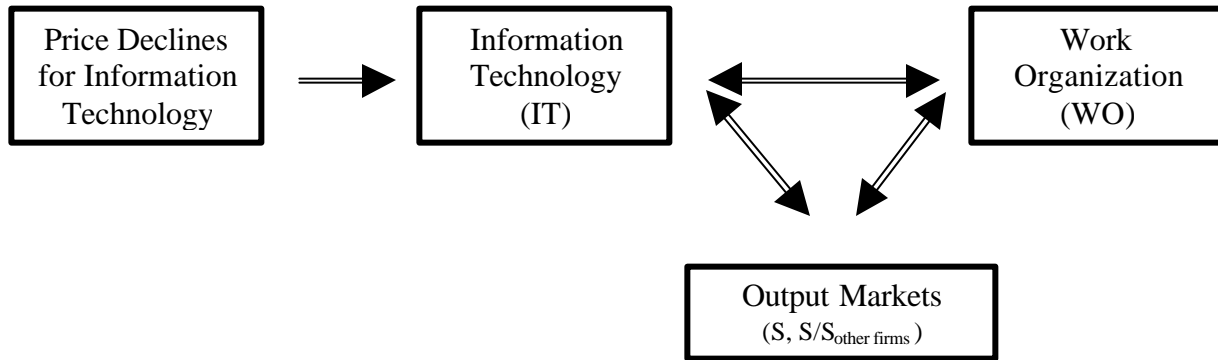 Price Declines
for Information
Technology
Information
Technology
(IT)
Work
Organization
(WO)
Output Markets
(S, S/Sother firms )